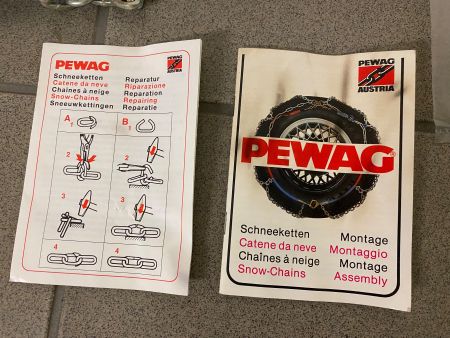 PEWAG
PEWAG
AUSTRIA
Schneeketten Reparatur
Catene da neve Riparazione
Chaînes à neige Reparation
Snow-Chains Repairing
Sneeuwkettingen Reparatie
A 1 B 1
2 2
3 3
4 4
PEWAG
AUSTRIA
PEWAG®
Schneeketten Montage
Catene da neve Montaggio
Chaînes à neige Montage
Snow-Chains Assembly